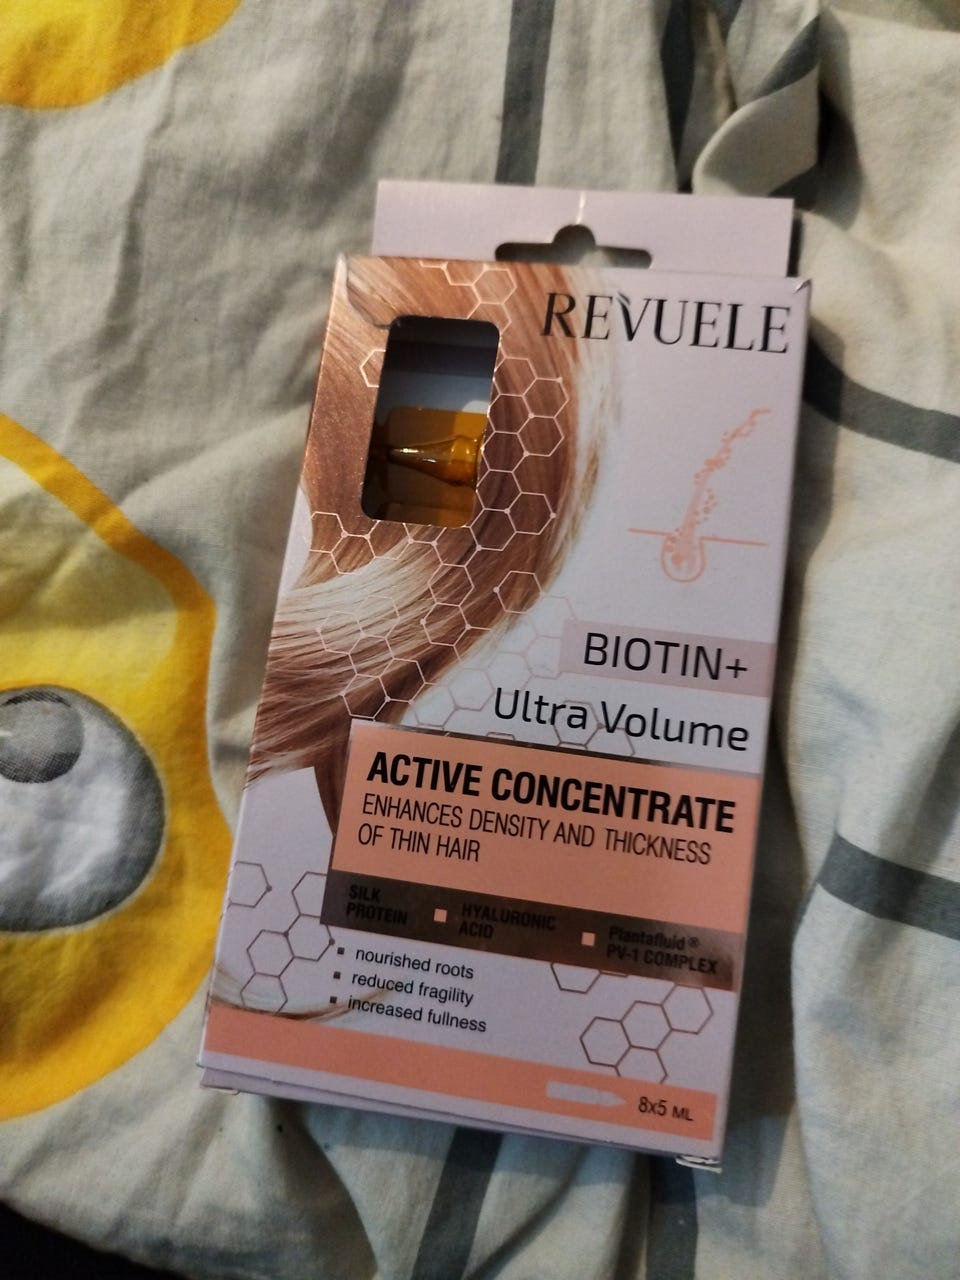 REVUELE
BIOTIN+
Ultra Volume
ACTIVE CONCENTRATE
ENHANCES DENSITY AND THICKNESS
OF THIN HAIR
SILK
PROTEIN
HYALURONIC
ACID
Plantafluid®
PV-1 COMPLEX
nourished roots
reduced fragility
increased fullness
8x5 ML